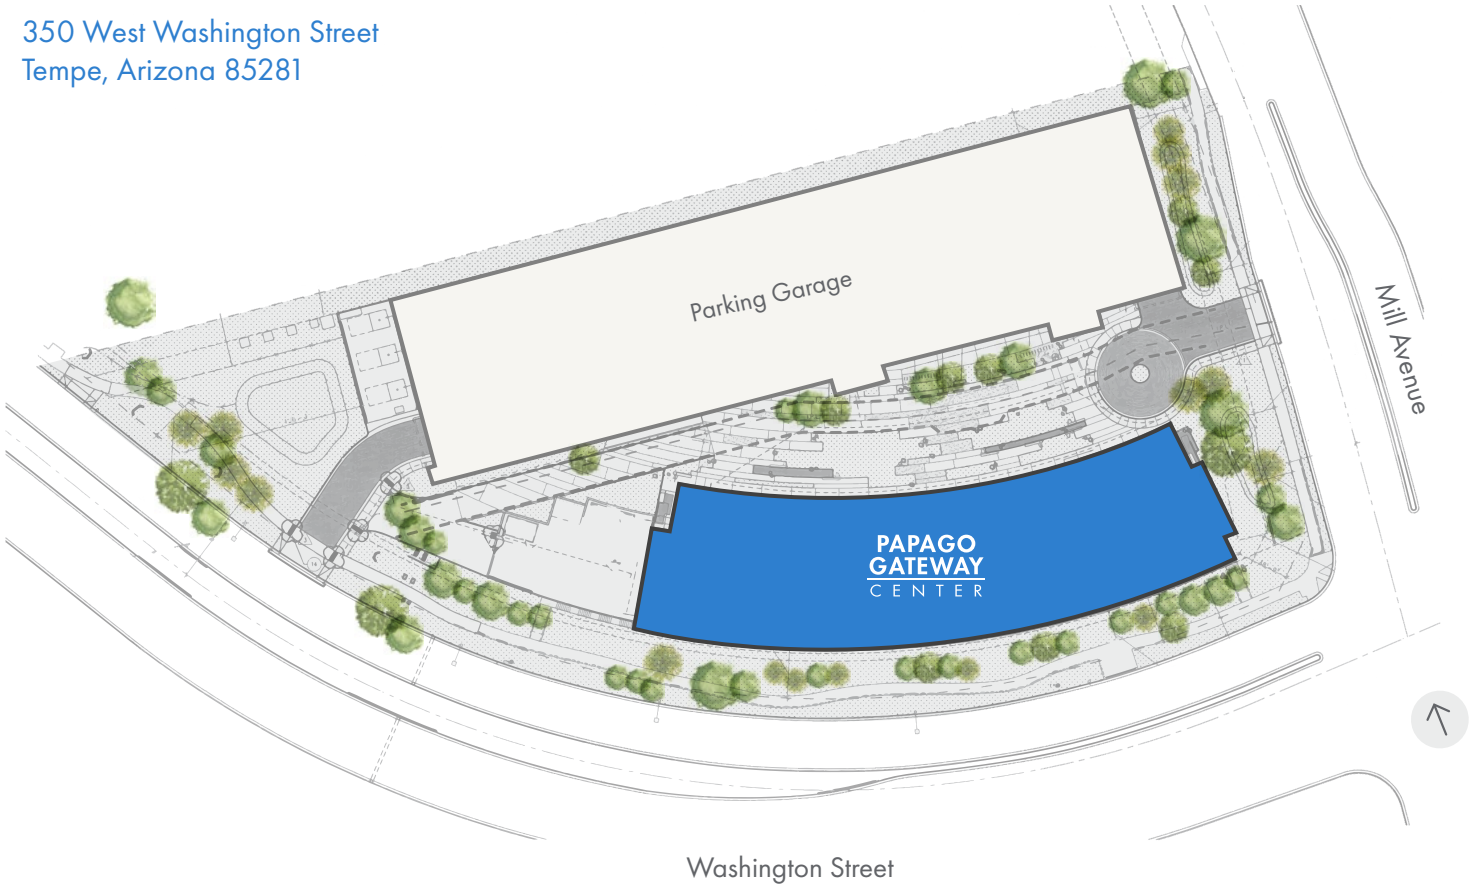 350 West Washington Street
Tempe, Arizona 85281
Parking Garage
Mill Avenue
PAPAGO
GATEWAY
CENTER
Washington Street